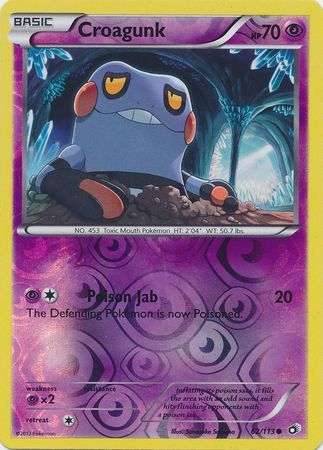 BASIC
Croagunk
HP70
NO. 453 Toxic Mouth Pokémon HT: 2'04" WT: 50.7 lbs.
Poison Jab 20
The Defending Pokémon is now Poisoned.
weakness
resistance
×2
retreat
Inflating its poison sacs, it fills
the area with an odd sound and
hits flinching opponents with
a poison jab.
©2013 Pokémon
Illus.
/113